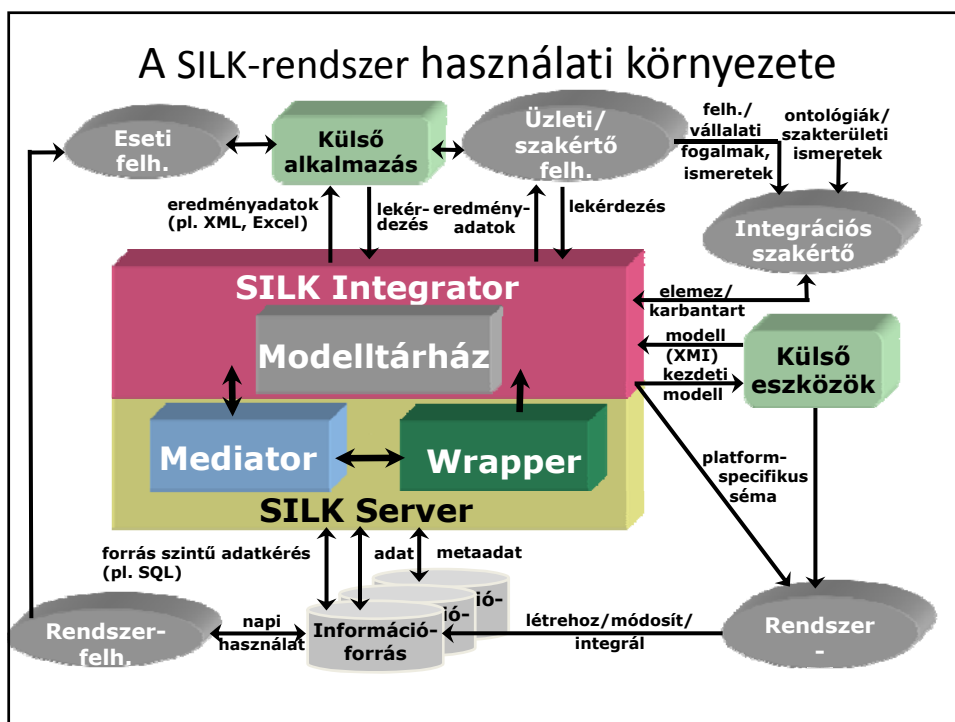 A SILK-rendszer használati környezete
Eseti
felh.
Külső
alkalmazás
Üzleti/
szakértő
felh.
felh./
vállalati
fogalmak,
ismeretek
ontológiák/
szakterületi
ismeretek
eredményadatok
(pl. XML, Excel)
lekér-
dezés
eredmény-
adatok
lekérdezés
Integrációs
szakértő
SILK Integrator
elemez/
karbantart
Modelltárház
modell
(XMI)
kezdeti
modell
Külső
eszközök
Mediator
Wrapper
platform-
specifikus
séma
SILK Server
forrás szintű adatkérés
(pl. SQL)
adat
metaadat
Rendszer-
felh.
napi
használat
Információ-
forrás
ió-
ió-
létrehoz/módosít/
integrál
Rendszer
-